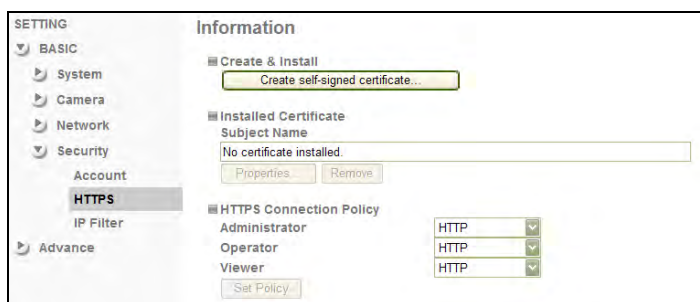 SETTING
BASIC
System
Camera
Network
Security
Account
HTTPS
IP Filter
Advance
Information
Create & Install
Create self-signed certificate...
Installed Certificate
Subject Name
No certificate installed.
Properties...
Remove
HTTPS Connection Policy
Administrator HTTP
Operator HTTP
Viewer HTTP
Set Policy